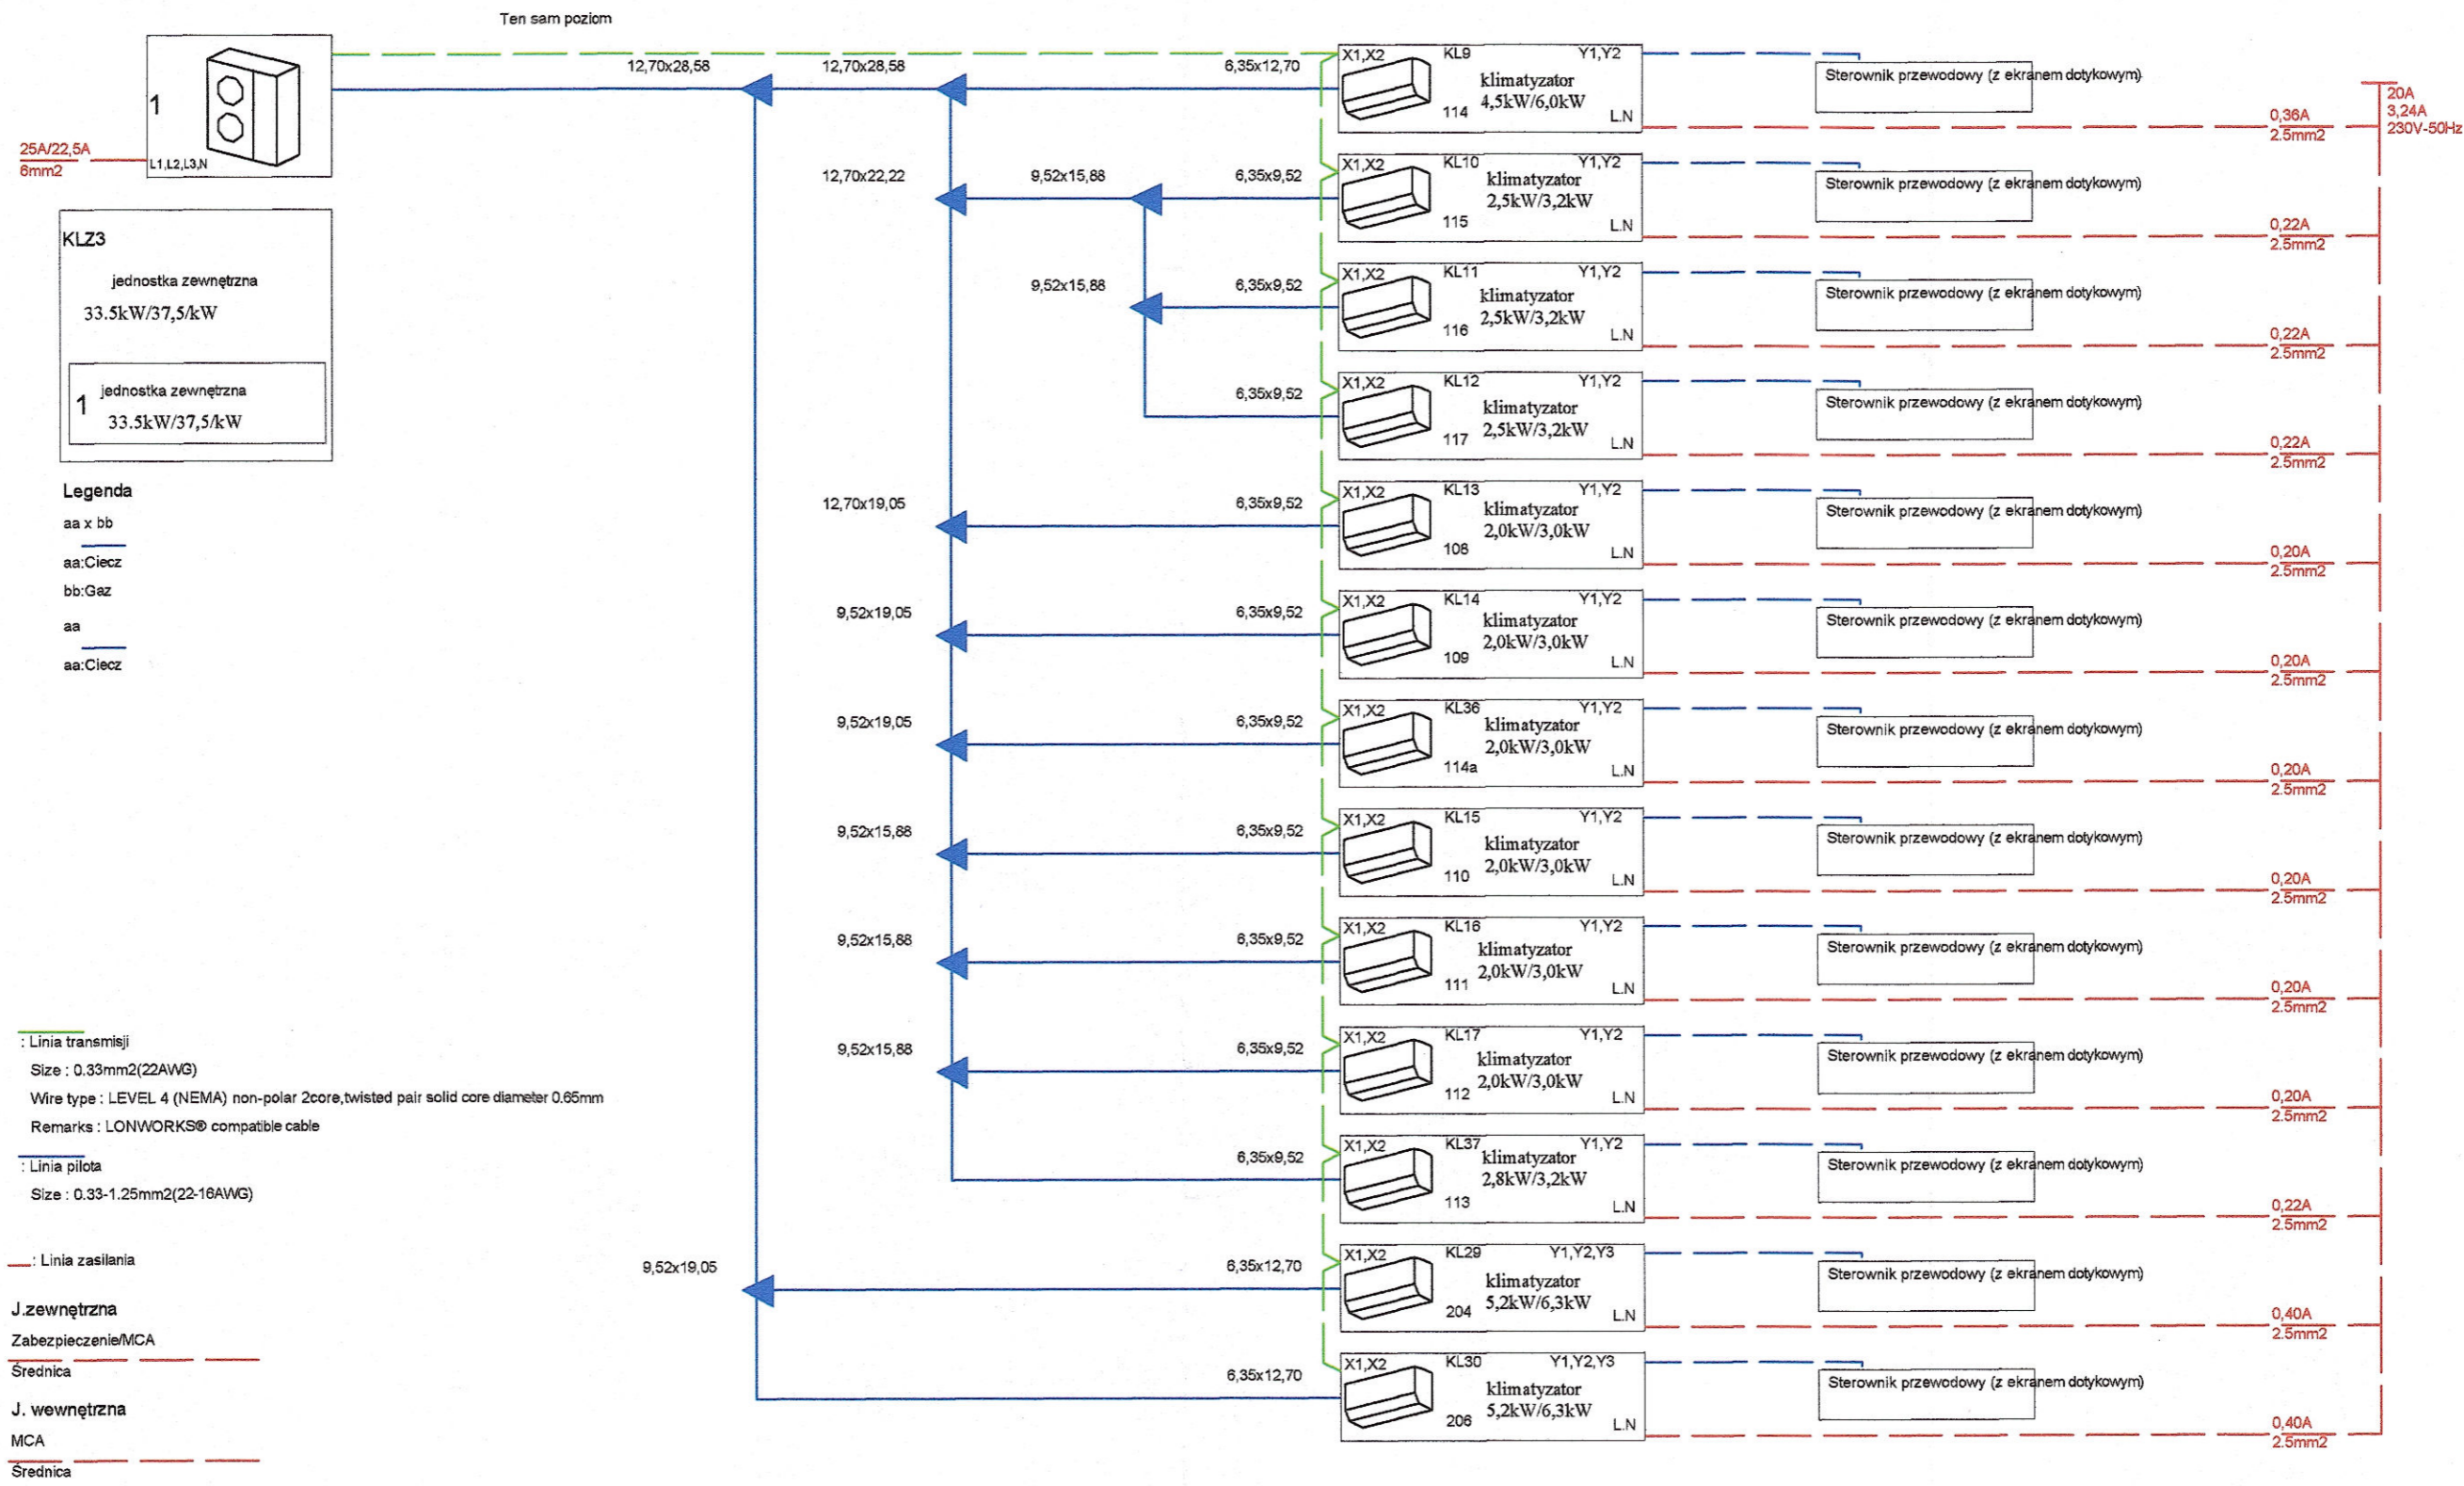 Ten sam poziom
1
L1,L2,L3,N
25A/22,5A
6mm2
KLZ3
jednostka zewnętrzna
33.5kW/37,5/kW
1
jednostka zewnętrzna
33.5kW/37,5/kW
Legenda
aa x bb
aa:Ciecz
bb:Gaz
aa
aa:Ciecz
: Linia transmisji
Size : 0.33mm2(22AWG)
Wire type : LEVEL 4 (NEMA) non-polar 2core,twisted pair solid core diameter 0.65mm
Remarks : LONWORKS® compatible cable
: Linia pilota
Size : 0.33-1.25mm2(22-16AWG)
: Linia zasilania
J.zewnętrzna
Zabezpieczenie/MCA
Średnica
J. wewnętrzna
MCA
Średnica
12,70x28,58
12,70x28,58
6,35x12,70
X1,X2 KL9 Y1,Y2
klimatyzator
4,5kW/6,0kW
114 L.N
Sterownik przewodowy (z ekranem dotykowym)
0,36A
2.5mm2
20A
3,24A
230V-50Hz
12,70x22,22
9,52x15,88
6,35x9,52
X1,X2 KL10 Y1,Y2
klimatyzator
2,5kW/3,2kW
115 L.N
Sterownik przewodowy (z ekranem dotykowym)
0,22A
2.5mm2
9,52x15,88
6,35x9,52
X1,X2 KL11 Y1,Y2
klimatyzator
2,5kW/3,2kW
116 L.N
Sterownik przewodowy (z ekranem dotykowym)
0,22A
2.5mm2
6,35x9,52
X1,X2 KL12 Y1,Y2
klimatyzator
2,5kW/3,2kW
117 L.N
Sterownik przewodowy (z ekranem dotykowym)
0,22A
2.5mm2
12,70x19,05
6,35x9,52
X1,X2 KL13 Y1,Y2
klimatyzator
2,0kW/3,0kW
108 L.N
Sterownik przewodowy (z ekranem dotykowym)
0,20A
2.5mm2
9,52x19,05
6,35x9,52
X1,X2 KL14 Y1,Y2
klimatyzator
2,0kW/3,0kW
109 L.N
Sterownik przewodowy (z ekranem dotykowym)
0,20A
2.5mm2
9,52x19,05
6,35x9,52
X1,X2 KL36 Y1,Y2
klimatyzator
2,0kW/3,0kW
114a L.N
Sterownik przewodowy (z ekranem dotykowym)
0,20A
2.5mm2
9,52x15,88
6,35x9,52
X1,X2 KL15 Y1,Y2
klimatyzator
2,0kW/3,0kW
110 L.N
Sterownik przewodowy (z ekranem dotykowym)
0,20A
2.5mm2
9,52x15,88
6,35x9,52
X1,X2 KL16 Y1,Y2
klimatyzator
2,0kW/3,0kW
111 L.N
Sterownik przewodowy (z ekranem dotykowym)
0,20A
2.5mm2
9,52x15,88
6,35x9,52
X1,X2 KL17 Y1,Y2
klimatyzator
2,0kW/3,0kW
112 L.N
Sterownik przewodowy (z ekranem dotykowym)
0,20A
2.5mm2
6,35x9,52
X1,X2 KL37 Y1,Y2
klimatyzator
2,8kW/3,2kW
113 L.N
Sterownik przewodowy (z ekranem dotykowym)
0,22A
2.5mm2
9,52x19,05
6,35x12,70
X1,X2 KL29 Y1,Y2,Y3
klimatyzator
5,2kW/6,3kW
204 L.N
Sterownik przewodowy (z ekranem dotykowym)
0,40A
2.5mm2
6,35x12,70
X1,X2 KL30 Y1,Y2,Y3
klimatyzator
5,2kW/6,3kW
206 L.N
Sterownik przewodowy (z ekranem dotykowym)
0,40A
2.5mm2